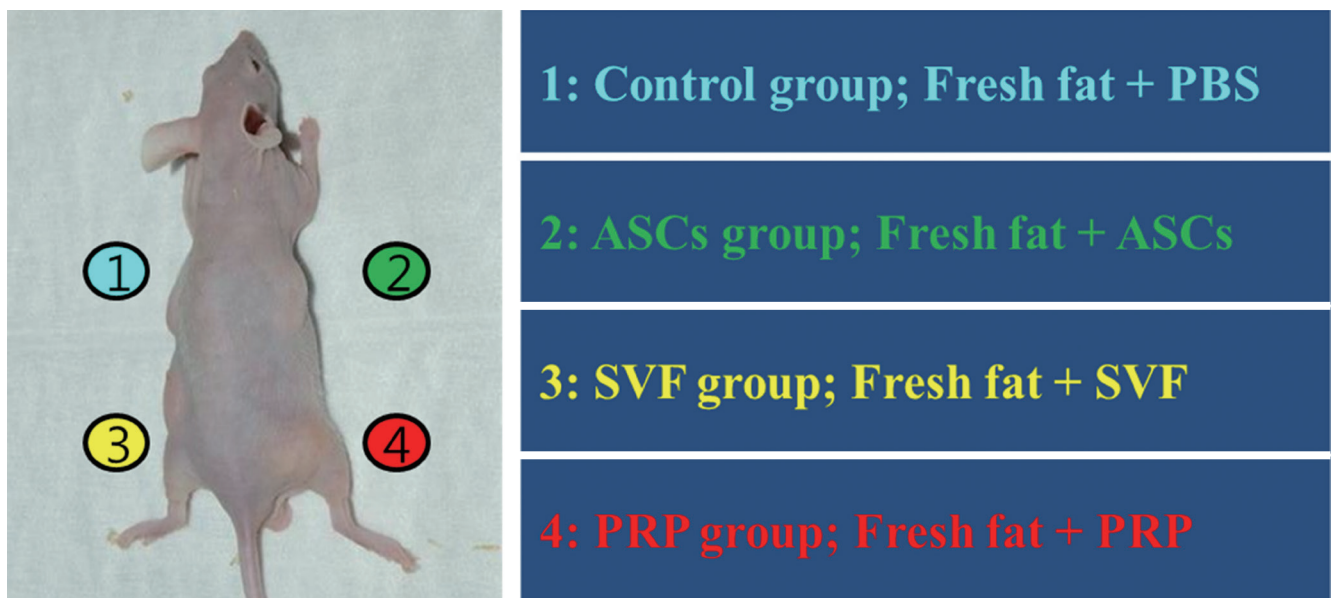 1
2
3
4
1: Control group; Fresh fat + PBS
2: ASCs group; Fresh fat + ASCs
3: SVF group; Fresh fat + SVF
4: PRP group; Fresh fat + PRP